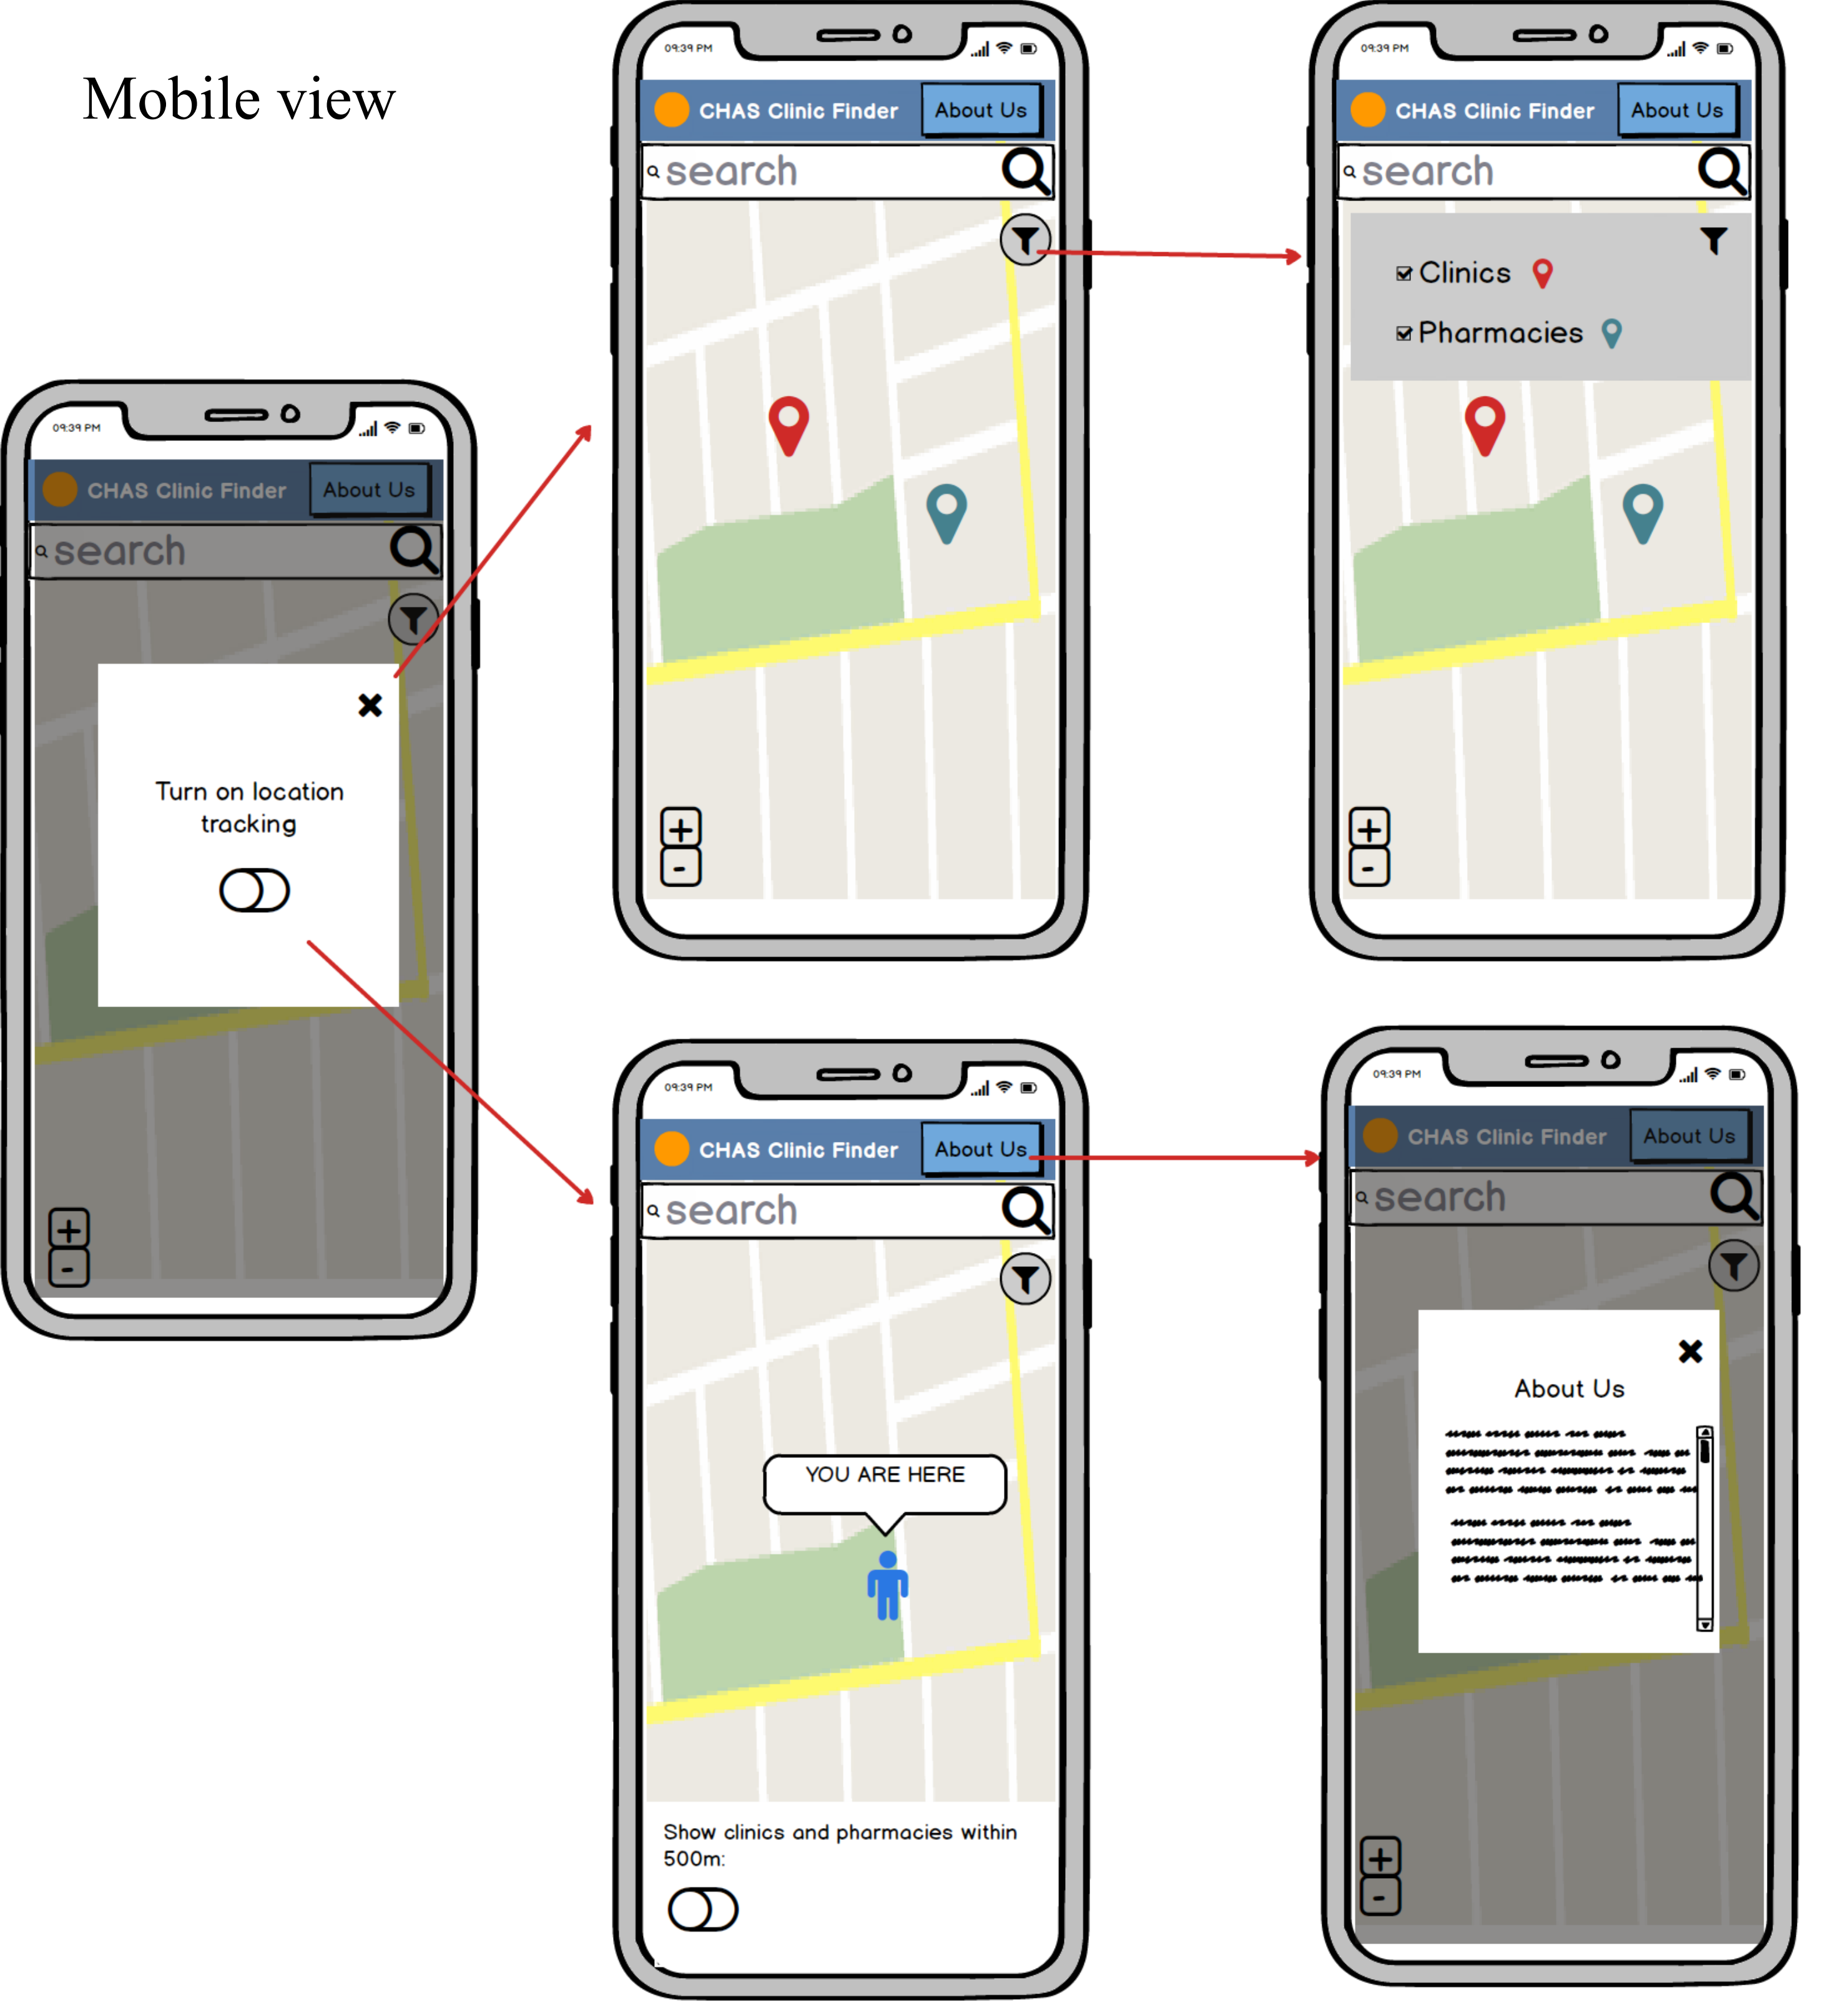 Mobile view
09:39 PM
CHAS Clinic Finder
About Us
search
Turn on location
tracking
+
-
09:39 PM
CHAS Clinic Finder
About Us
search
+
-
09:39 PM
CHAS Clinic Finder
About Us
search
Clinics
Pharmacies
+
-
09:39 PM
CHAS Clinic Finder
About Us
search
YOU ARE HERE
Show clinics and pharmacies within
500m:
09:39 PM
CHAS Clinic Finder
About Us
search
About Us
+
-